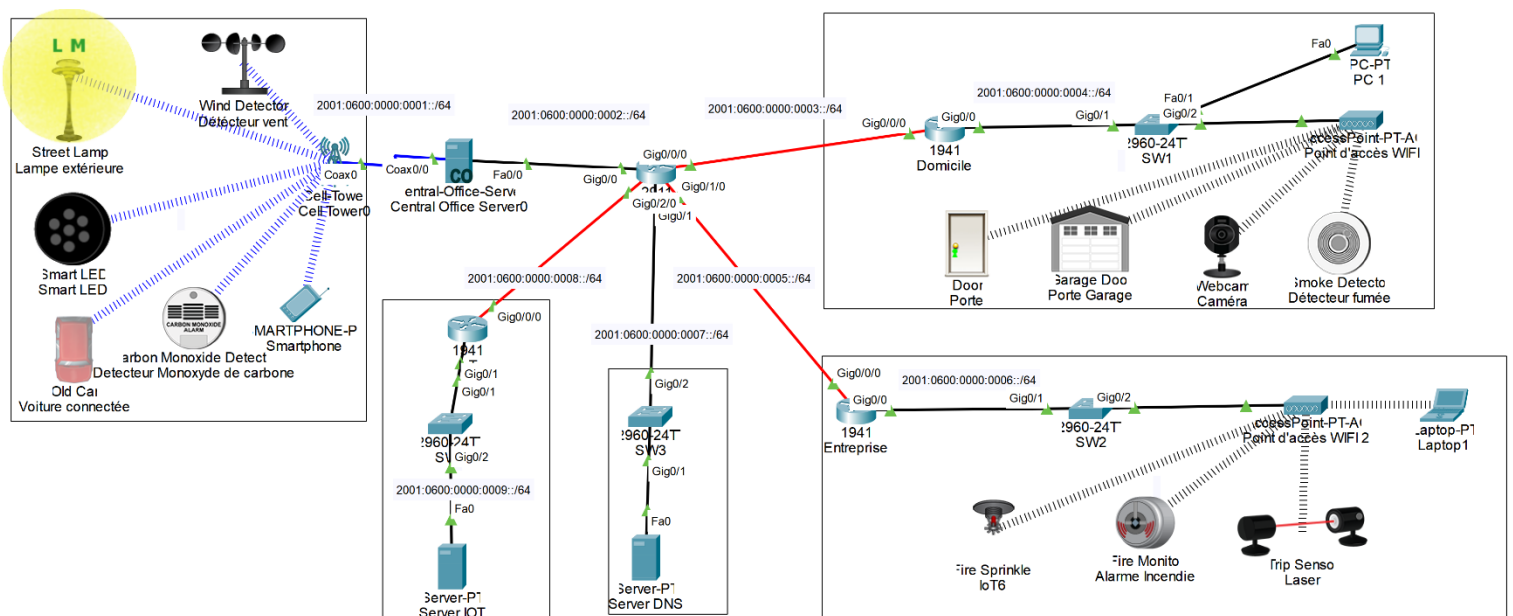 L M
Street Lamp
Lampe extérieure
Wind Detector
Détecteur vent
Smart LED
Smart LED
Old Car
Voiture connectée
CARBON MONOXIDE
ALARM
arbon Monoxide Detect
Detecteur Monoxyde de carbone
MARTPHONE-P
Smartphone
2001:0600:0000:0001::/64
Coax0
Cell-Towe
Cell Tower0
Coax0/0
CO
entral-Office-Serv
Central Office Server0
Fa0/0
2001:0600:0000:0002::/64
Gig0/0
Gig0/0/0
Gig0/1/0
Gig0/2/0
Gig0/1
2001:0600:0000:0003::/64
Gig0/0/0
Gig0/0
1941
Domicile
2001:0600:0000:0004::/64
Gig0/1
Fa0/1
Gig0/2
2960-24T
SW1
Fa0
PC-PT
PC 1
ccessPoint-PT-A
Point d'accès WIFI
Door
Porte
Garage Doo
Porte Garage
Webcam
Caméra
Smoke Detecto
Détecteur fumée
2001:0600:0000:0008::/64
Gig0/0/0
1941
Gig0/1
Gig0/1
2960-24T
Gig0/2
2001:0600:0000:0009::/64
Fa0
Server-PT
Server IOT
2001:0600:0000:0007::/64
Gig0/2
2960-24T
SW3
Gig0/1
Fa0
Server-PT
Server DNS
2001:0600:0000:0005::/64
Gig0/0/0
Gig0/0
1941
Entreprise
2001:0600:0000:0006::/64
Gig0/1
Gig0/2
2960-24T
SW2
ccessPoint-PT-A
Point d'accès WIFI 2
Laptop-PT
Laptop1
Fire Sprinkle
IoT6
Fire Monito
Alarme Incendie
Trip Senso
Laser